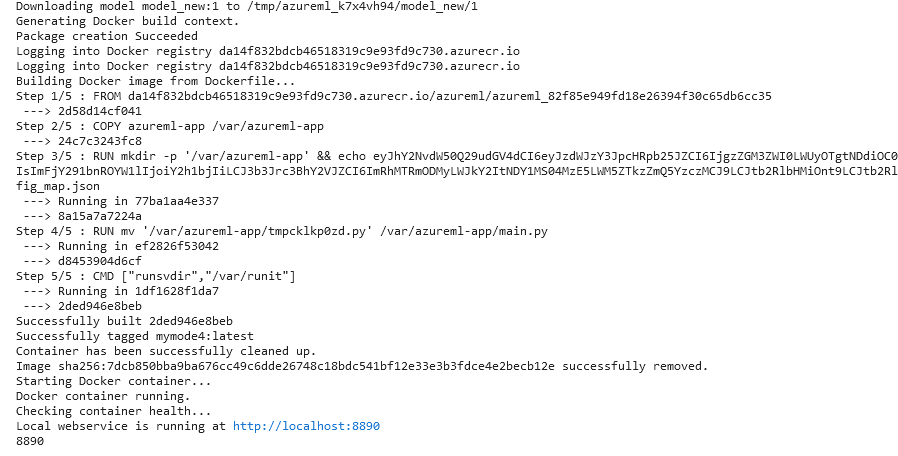 Downloading model model_new:1 to /tmp/azureml_k7x4vh94/model_new/1
Generating Docker build context.
Package creation Succeeded
Logging into Docker registry da14f832bdcb46518319c9e93fd9c730.azurecr.io
Logging into Docker registry da14f832bdcb46518319c9e93fd9c730.azurecr.io
Building Docker image from Dockerfile...
Step 1/5 : FROM da14f832bdcb46518319c9e93fd9c730.azurecr.io/azureml/azureml_82f85e949fd18e26394f30c65db6cc35
 ---> 2d58d14cf041
Step 2/5 : COPY azureml-app /var/azureml-app
 ---> 24c7c3243fc8
Step 3/5 : RUN mkdir -p '/var/azureml-app' && echo eyJhY2NvdW50Q29udGV4dCI6eyJzdWJzY3JpcHRpb25JZCI6IjgzZGM3ZWI0LWUyOTgtNDdiOC0
IsImFjY291bnROYW1lIjoiY2h1bjIiLCJ3b3Jrc3BhY2VJZCI6ImRhMTRmODMyLWJkY2ItNDY1MS04MzE5LWM5ZTkzZmQ5YzczMCJ9LCJtb2RlbHMiOnt9LCJtb2Rl
fig_map.json
 ---> Running in 77ba1aa4e337
 ---> 8a15a7a7224a
Step 4/5 : RUN mv '/var/azureml-app/tmpcklkp0zd.py' /var/azureml-app/main.py
 ---> Running in ef2826f53042
 ---> d8453904d6cf
Step 5/5 : CMD ["runsvdir","/var/runit"]
 ---> Running in 1df1628f1da7
 ---> 2ded946e8beb
Successfully built 2ded946e8beb
Successfully tagged mymode4:latest
Container has been successfully cleaned up.
Image sha256:7dcb850bba9ba676cc49c6dde26748c18bdc541bf12e33e3b3fdce4e2becb12e successfully removed.
Starting Docker container...
Docker container running.
Checking container health...
Local webservice is running at http://localhost:8890
8890